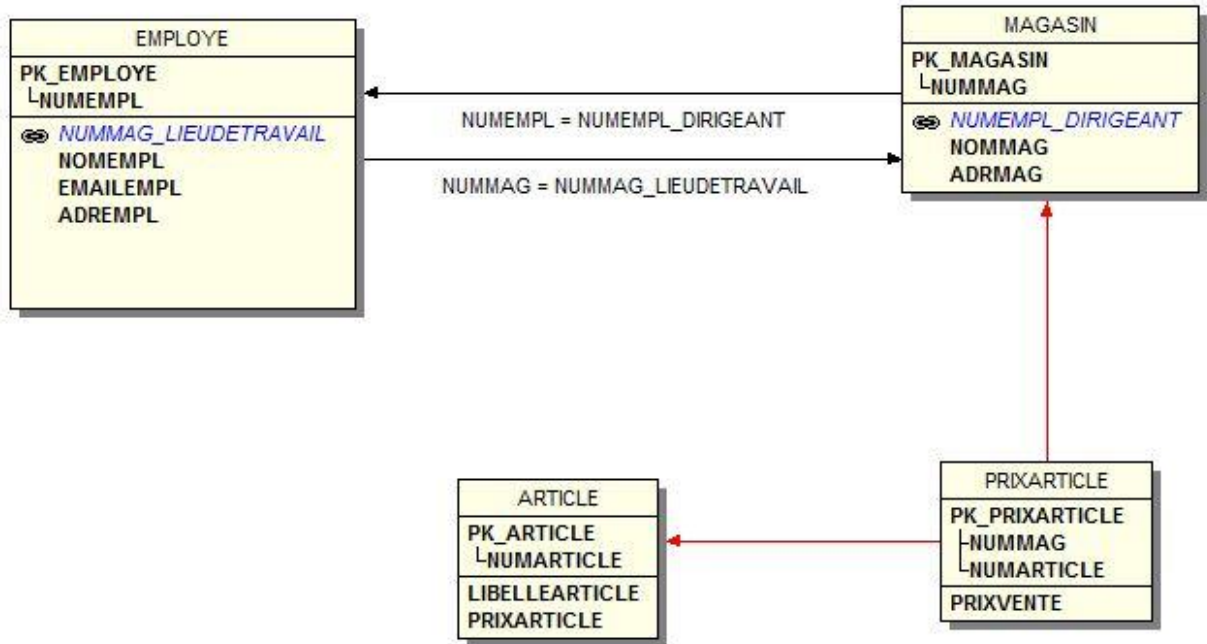 EMPLOYE
PK_EMPLOYE
NUMEMPL
NUMMAG_LIEUDETRAVAIL
NOMEMPL
EMAILEMPL
ADREMPL
NUMEMPL = NUMEMPL_DIRIGEANT
NUMMAG = NUMMAG_LIEUDETRAVAIL
MAGASIN
PK_MAGASIN
NUMMAG
NUMEMPL_DIRIGEANT
NOMMAG
ADRMAG
ARTICLE
PK_ARTICLE
NUMARTICLE
LIBELLEARTICLE
PRIXARTICLE
PRIXARTICLE
PK_PRIXARTICLE
NUMMAG
NUMARTICLE
PRIXVENTE